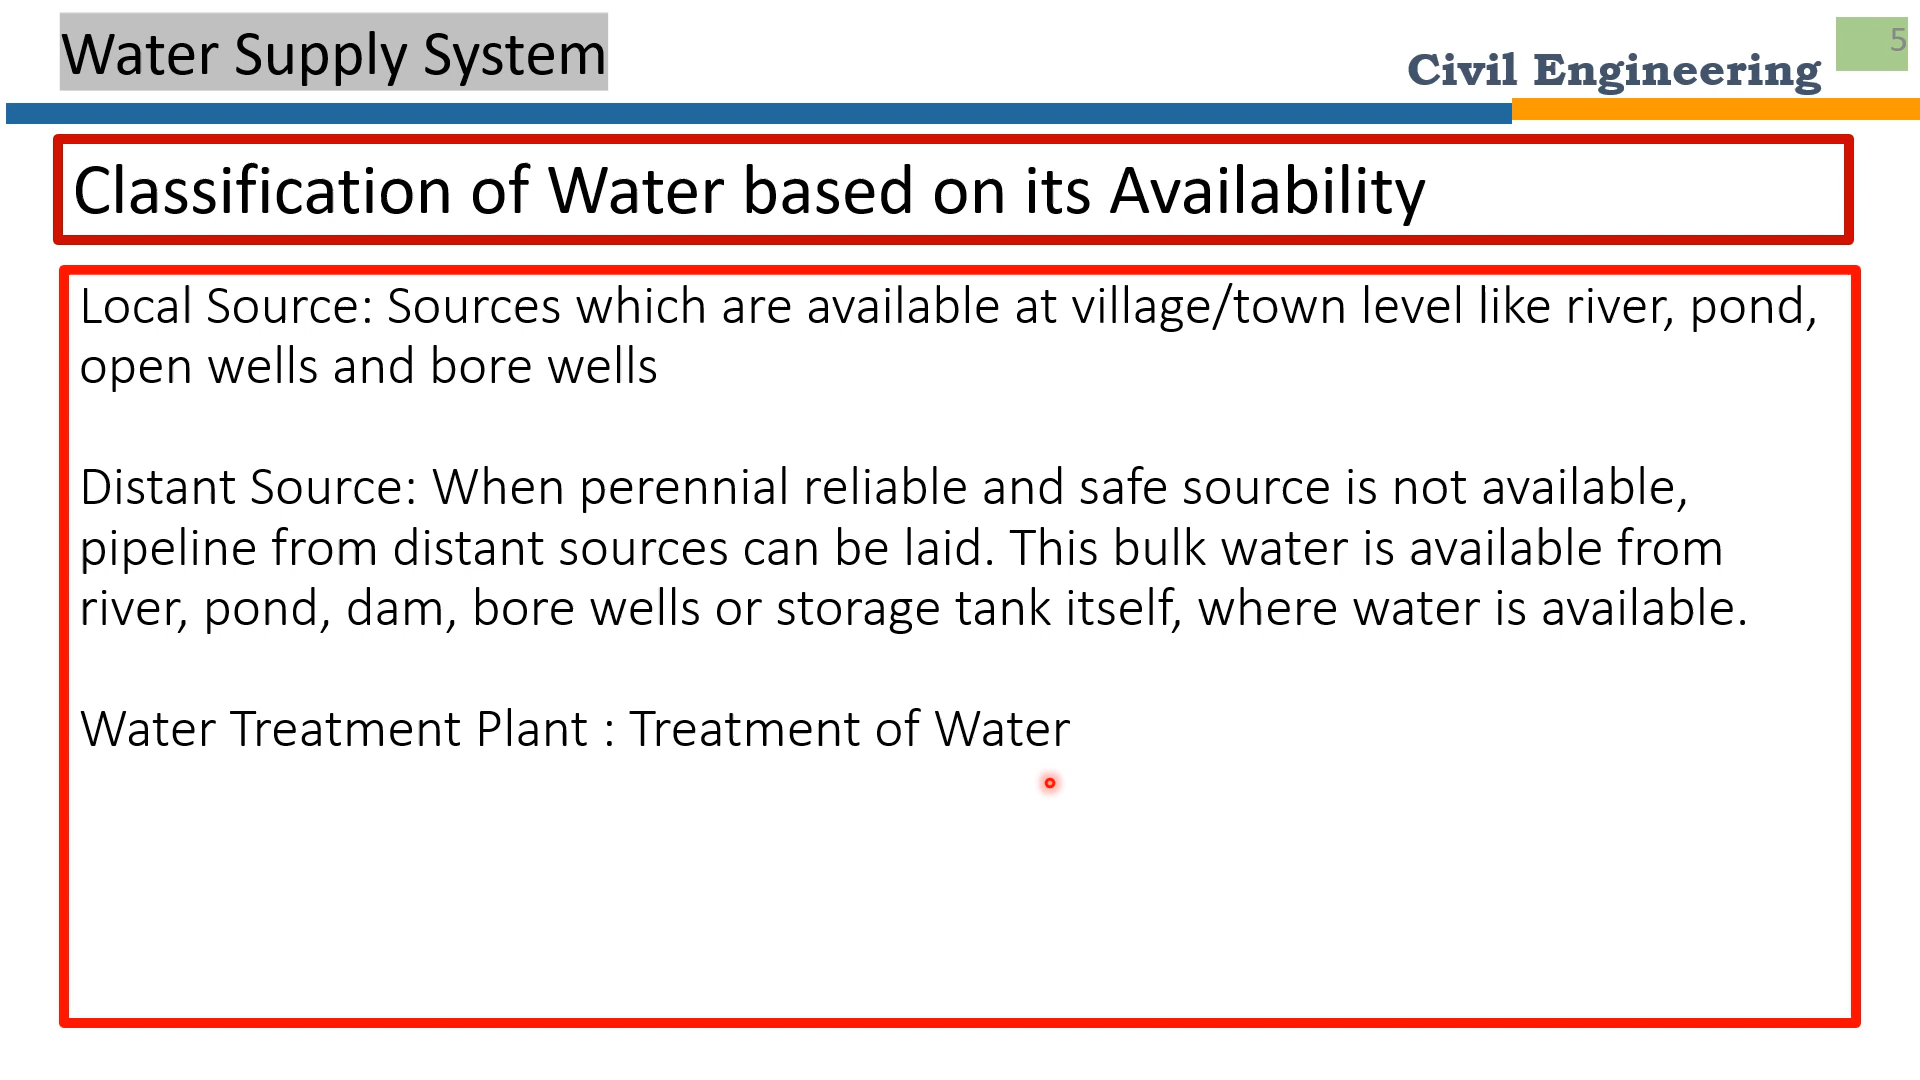 Water Supply System
Civil Engineering
5
Classification of Water based on its Availability
Local Source: Sources which are available at village/town level like river, pond,
open wells and bore wells
Distant Source: When perennial reliable and safe source is not available,
pipeline from distant sources can be laid. This bulk water is available from
river, pond, dam, bore wells or storage tank itself, where water is available.
Water Treatment Plant : Treatment of Water